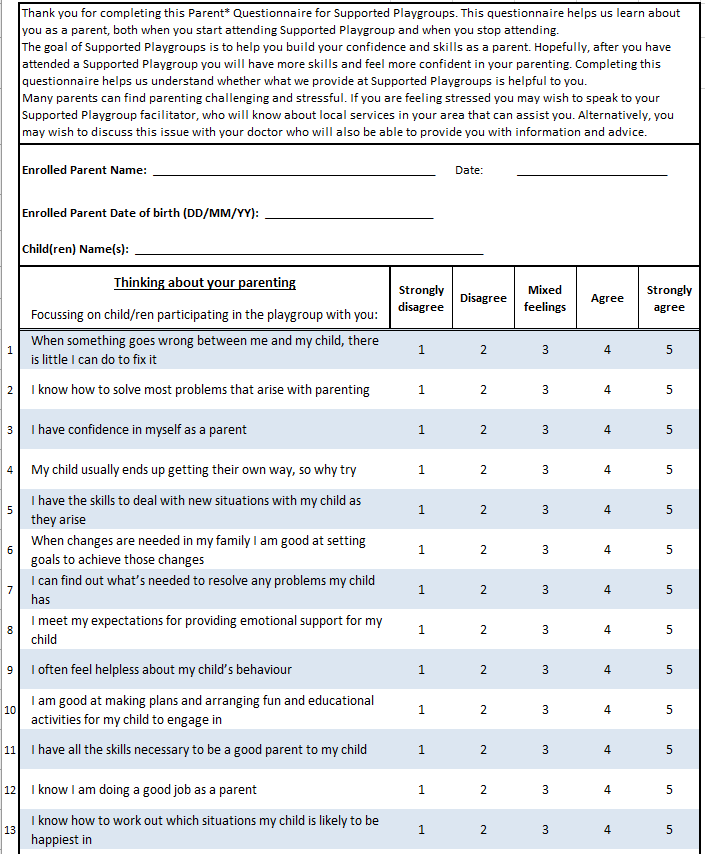 Thank you for completing this Parent* Questionnaire for Supported Playgroups. This questionnaire helps us learn about
you as a parent, both when you start attending Supported Playgroup and when you stop attending.
The goal of Supported Playgroups is to help you build your confidence and skills as a parent. Hopefully, after you have
attended a Supported Playgroup you will have more skills and feel more confident in your parenting. Completing this
questionnaire helps us understand whether what we provide at Supported Playgroups is helpful to you.
Many parents can find parenting challenging and stressful. If you are feeling stressed you may wish to speak to your
Supported Playgroup facilitator, who will know about local services in your area that can assist you. Alternatively, you
may wish to discuss this issue with your doctor who will also be able to provide you with information and advice.
Enrolled Parent Name: Date:
Enrolled Parent Date of birth (DD/MM/YY):
Child(ren) Name(s):
Thinking about your parenting
Focussing on child/ren participating in the playgroup with you:
Strongly disagree Disagree Mixed feelings Agree Strongly agree
1 When something goes wrong between me and my child, there
is little I can do to fix it 1 2 3 4 5
2 I know how to solve most problems that arise with parenting 1 2 3 4 5
3 I have confidence in myself as a parent 1 2 3 4 5
4 My child usually ends up getting their own way, so why try 1 2 3 4 5
5 I have the skills to deal with new situations with my child as
they arise 1 2 3 4 5
6 When changes are needed in my family I am good at setting
goals to achieve those changes 1 2 3 4 5
7 I can find out what's needed to resolve any problems my child
has 1 2 3 4 5
8 I meet my expectations for providing emotional support for my
child 1 2 3 4 5
9 I often feel helpless about my child's behaviour 1 2 3 4 5
10 I am good at making plans and arranging fun and educational
activities for my child to engage in 1 2 3 4 5
11 I have all the skills necessary to be a good parent to my child 1 2 3 4 5
12 I know I am doing a good job as a parent 1 2 3 4 5
13 I know how to work out which situations my child is likely to be
happiest in 1 2 3 4 5